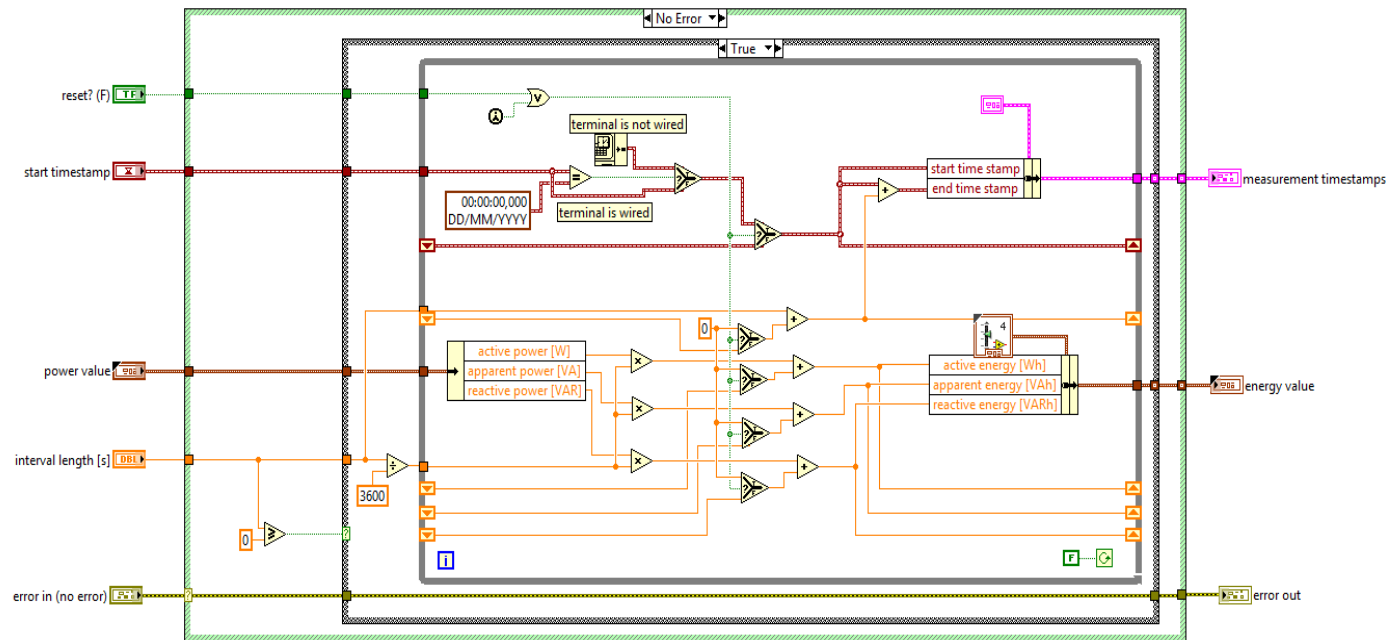 No Error
True
reset? (F)
TF
terminal is not wired
start timestamp
start time stamp
end time stamp
measurement timestamps
00:00:00,000
DD/MM/YYYY
terminal is wired
0
4
power value
active power [W]
apparent power [VA]
reactive power [VAR]
active energy [Wh]
apparent energy [VAh]
reactive energy [VARh]
energy value
interval length [s]
DBL
3600
0
i
F
error in (no error)
error out